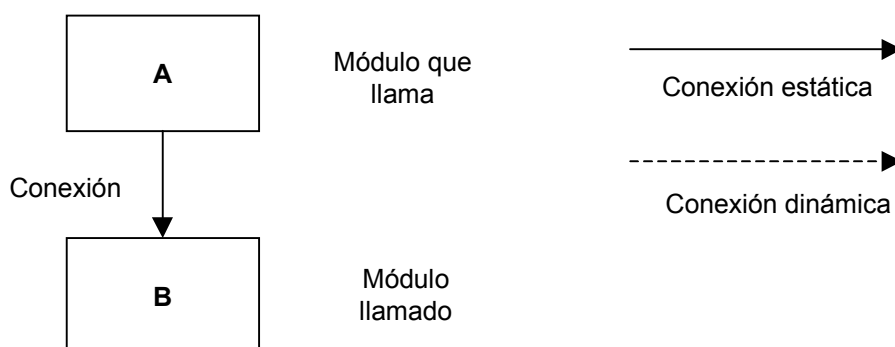 A
Módulo que
llama
Conexión estática
Conexión
Conexión dinámica
B
Módulo
llamado